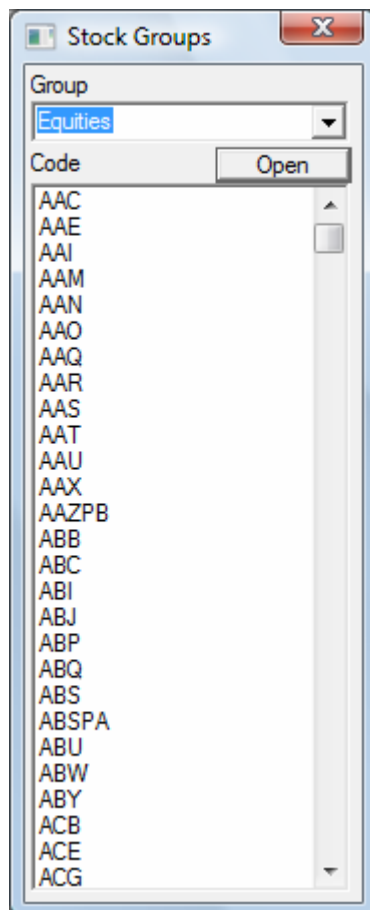 Stock Groups
Group
Equities
Code Open
AAC
AAE
AAI
AAM
AAN
AAO
AAQ
AAR
AAS
AAT
AAU
AAX
AAZPB
ABB
ABC
ABI
ABJ
ABP
ABQ
ABS
ABSPA
ABU
ABW
ABY
ACB
ACE
ACG